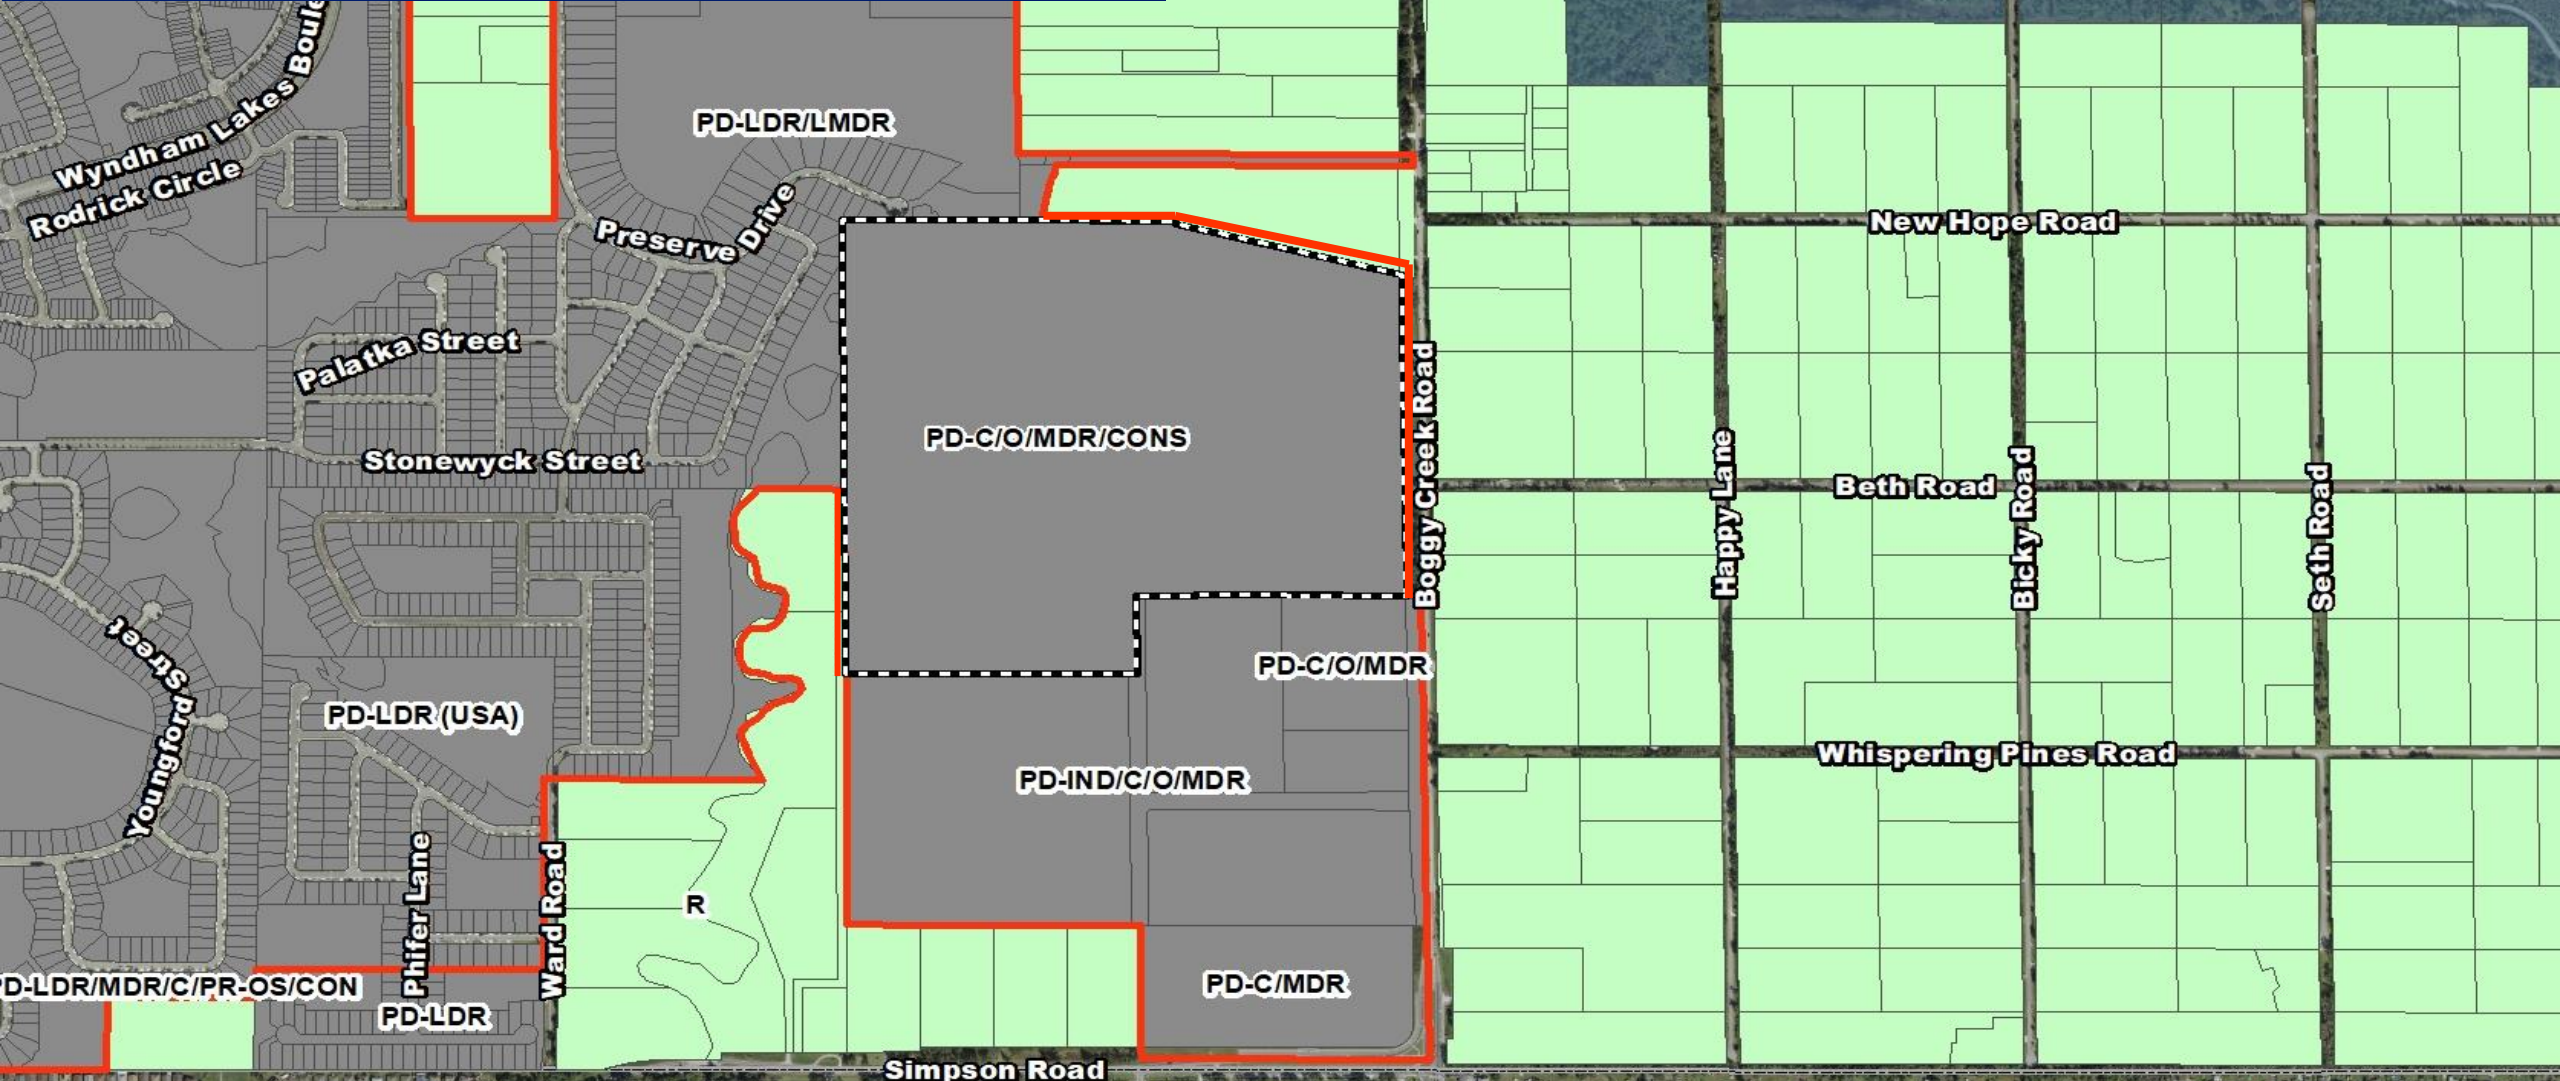 Wyndham Lakes Boule
Rodrick Circle
PD-LDR/LMDR
Preserve Drive
New Hope Road
Palatka Street
PD-C/O/MDR/CONS
Stonewyck Street
Boggy Creek Road
Happy Lane
Beth Road
Bicky Road
Seth Road
Youngford Street
PD-LDR (USA)
PD-C/O/MDR
PD-IND/C/O/MDR
Whispering Pines Road
Phifer Lane
Ward Road
R
PD-LDR/MDR/C/PR-OS/CON
PD-LDR
PD-C/MDR
Simpson Road